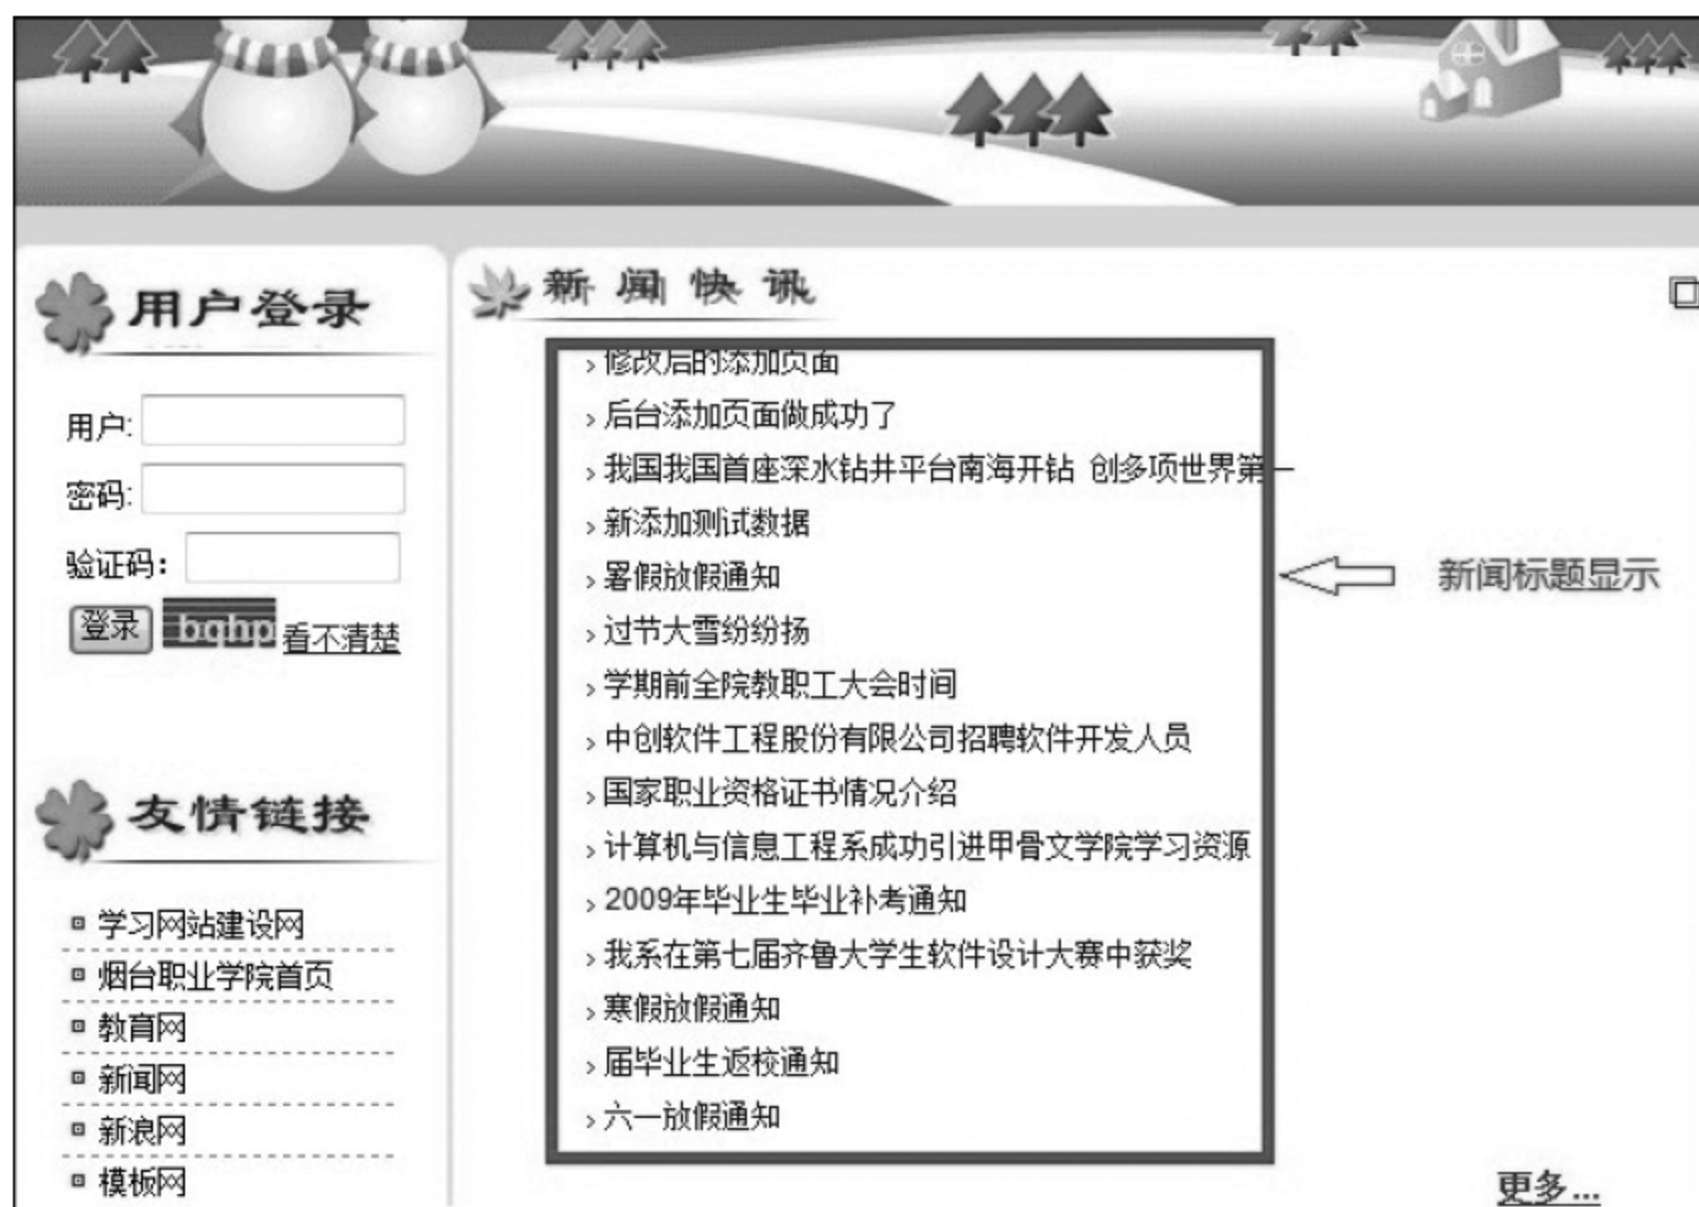 用户登录
用户:
密码:
验证码：
登录 bqhp 看不清楚
友情链接
学习网站建设网
烟台职业学院首页
教育网
新闻网
新浪网
模板网
新闻快讯
› 修改后的添加页面
› 后台添加页面做成功了
› 我国我国首座深水钻井平台南海开钻 创多项世界第一
› 新添加测试数据
› 署假放假通知
› 过节大雪纷纷扬
› 学期前全院教职工大会时间
› 中创软件工程股份有限公司招聘软件开发人员
› 国家职业资格证书情况介绍
› 计算机与信息工程系成功引进甲骨文学院学习资源
› 2009年毕业生毕业补考通知
› 我系在第七届齐鲁大学生软件设计大赛中获奖
› 寒假放假通知
› 届毕业生返校通知
› 六一放假通知
新闻标题显示
更多...